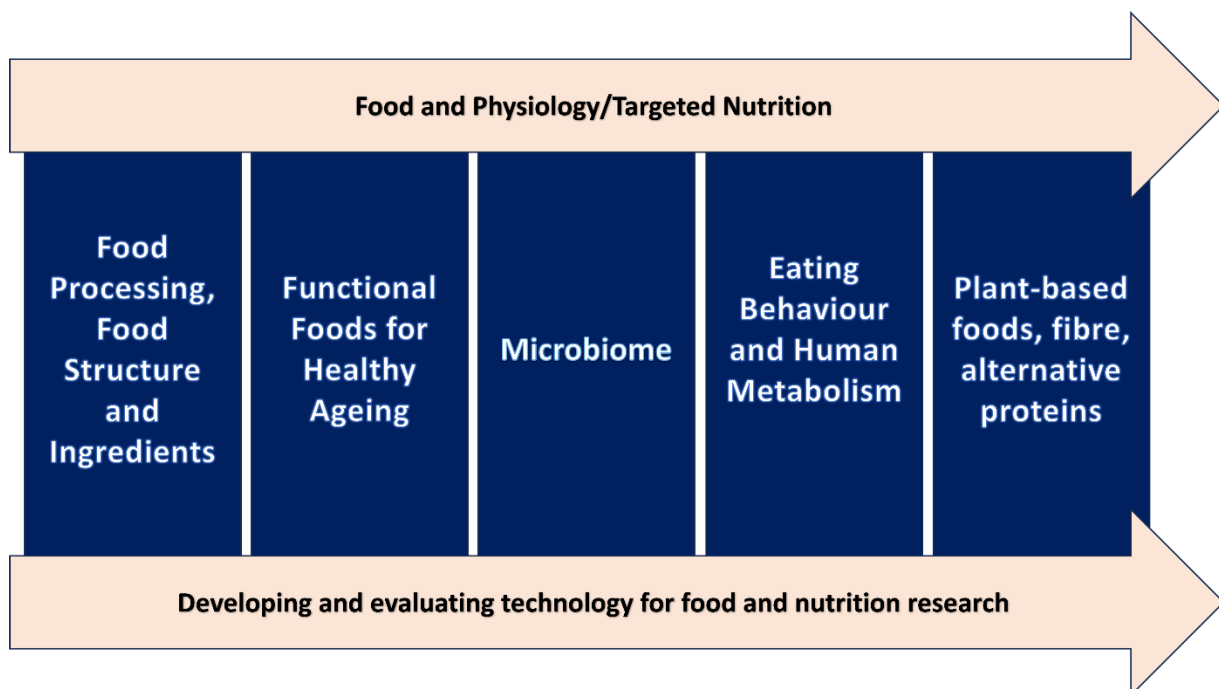 Food and Physiology/Targeted Nutrition
Food
Processing,
Food
Structure
and
Ingredients
Functional
Foods for
Healthy
Ageing
Microbiome
Eating
Behaviour
and Human
Metabolism
Plant-based
foods, fibre,
alternative
proteins
Developing and evaluating technology for food and nutrition research